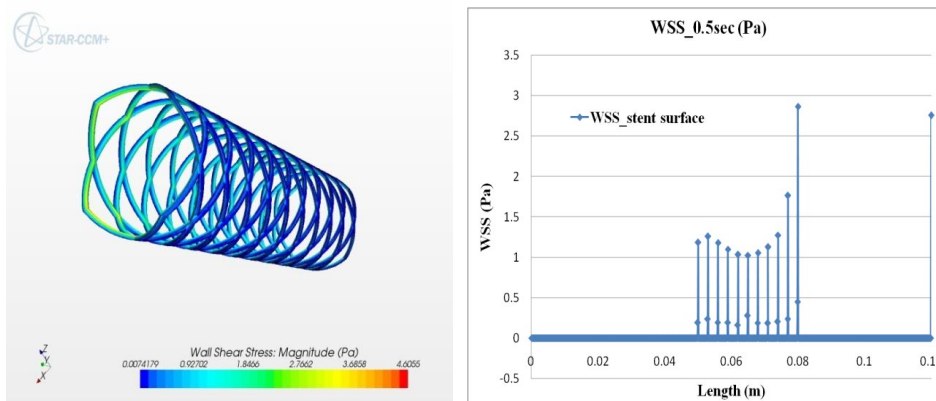 STAR-CCM+
Z
Y
X
Wall Shear Stress: Magnitude (Pa)
0.0074179 0.92702 1.8466 2.7662 3.6858 4.6055
WSS_0.5sec (Pa)
3.5
3
2.5
2
1.5
1
0.5
0
-0.5
WSS (Pa)
WSS_stent surface
0 0.02 0.04 0.06 0.08 0.1 0.12
Length (m)